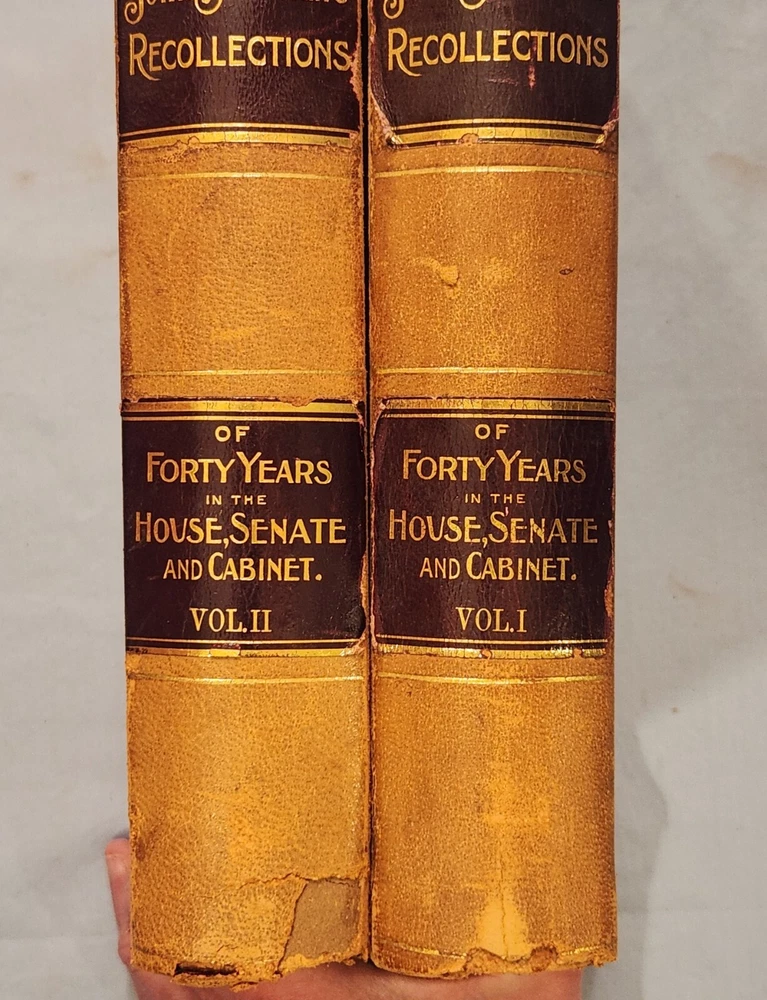 RECOLLECTIONS
OF
FORTY YEARS
IN THE
HOUSE, SENATE
AND CABINET.
VOL.II
RECOLLECTIONS
OF
FORTY YEARS
IN THE
HOUSE, SENATE
AND CABINET.
VOL.I